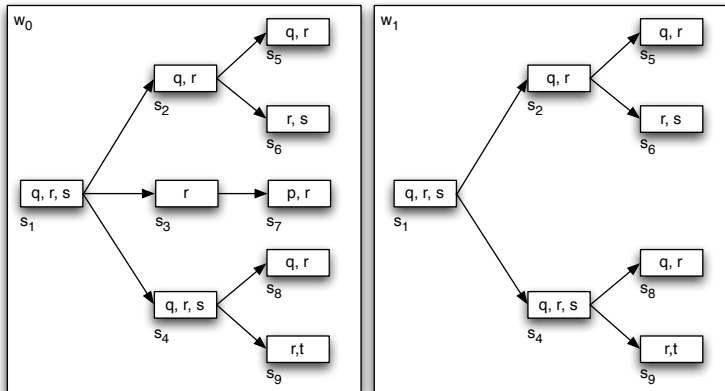 w0
q, r
s5
q, r
s2
r, s
s6
q, r, s
s1
r
s3
p, r
s7
q, r
s8
q, r, s
s4
r,t
s9
w1
q, r
s5
q, r
s2
r, s
s6
q, r, s
s1
q, r
s8
q, r, s
s4
r,t
s9